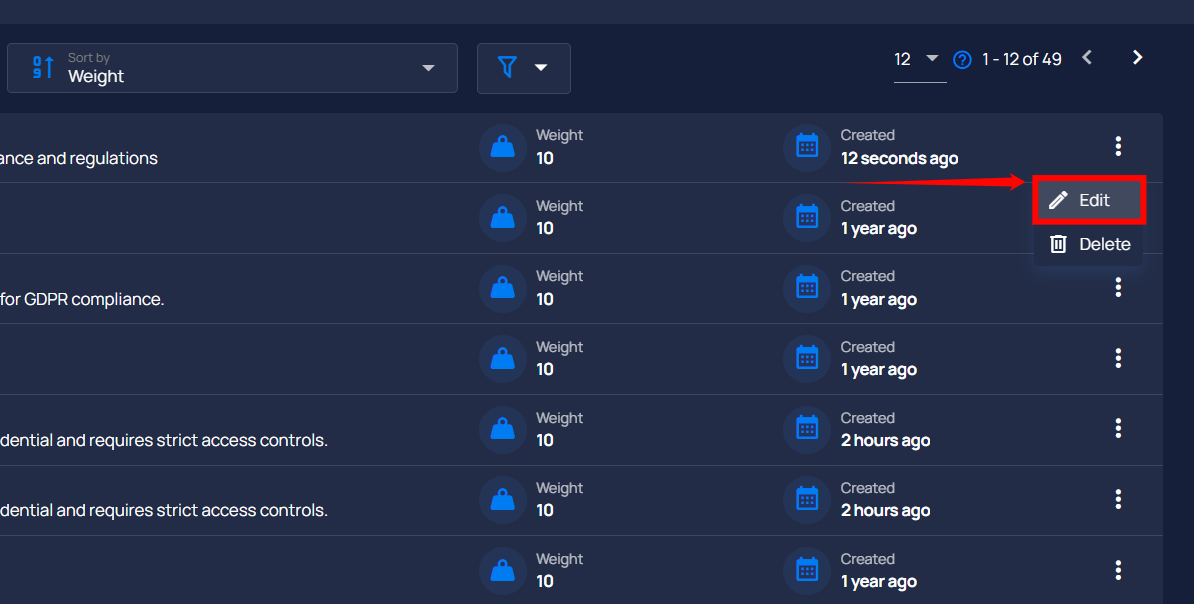 Sort by
Weight
12
1 - 12 of 49
Weight
Created
ance and regulations
10
12 seconds ago
Edit
Weight
Created
10
1 year ago
Delete
Weight
Created
for GDPR compliance.
10
1 year ago
Weight
Created
10
1 year ago
Weight
Created
dential and requires strict access controls.
10
2 hours ago
Weight
Created
dential and requires strict access controls.
10
2 hours ago
Weight
Created
10
1 year ago